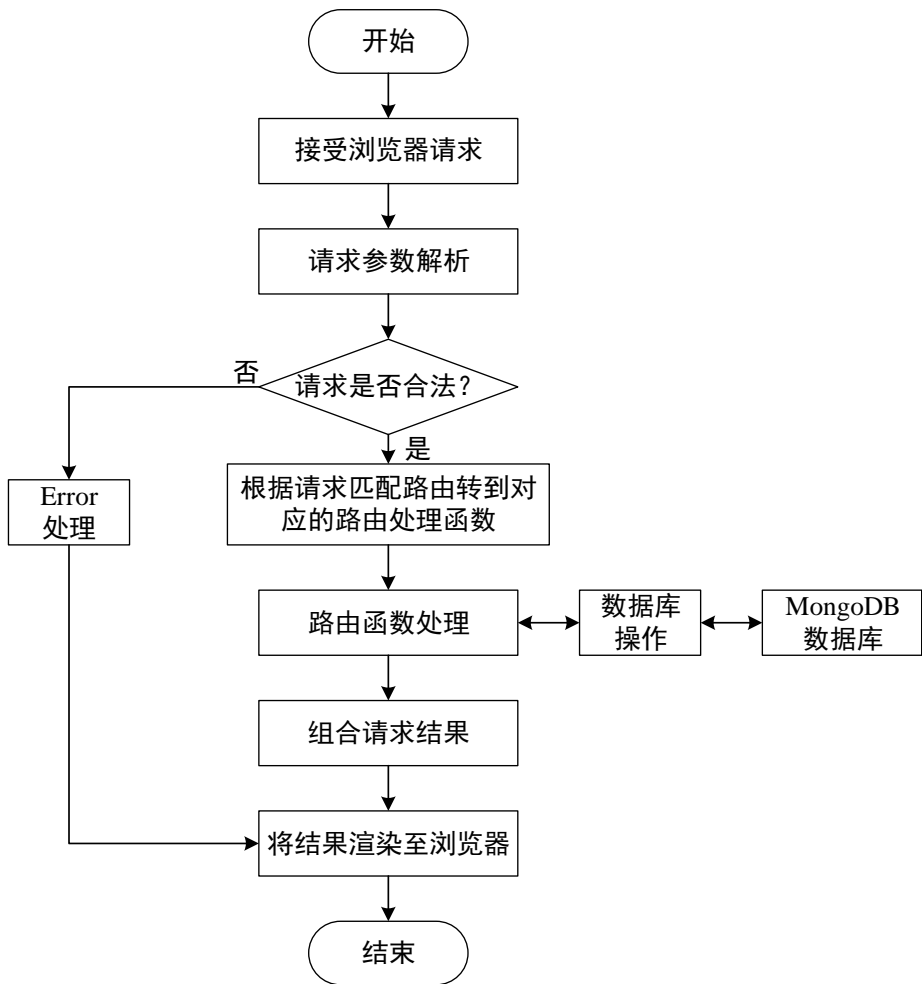 开始
接受浏览器请求
请求参数解析
否
请求是否合法？
是
Error
处理
根据请求匹配路由转到对
应的路由处理函数
路由函数处理
数据库
操作
MongoDB
数据库
组合请求结果
将结果渲染至浏览器
结束